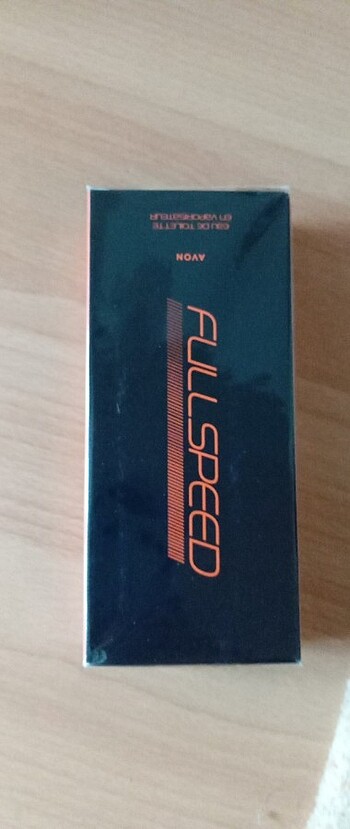 FULL SPEED
AVON
EAU DE TOILETTE
EN VAPORISATEUR